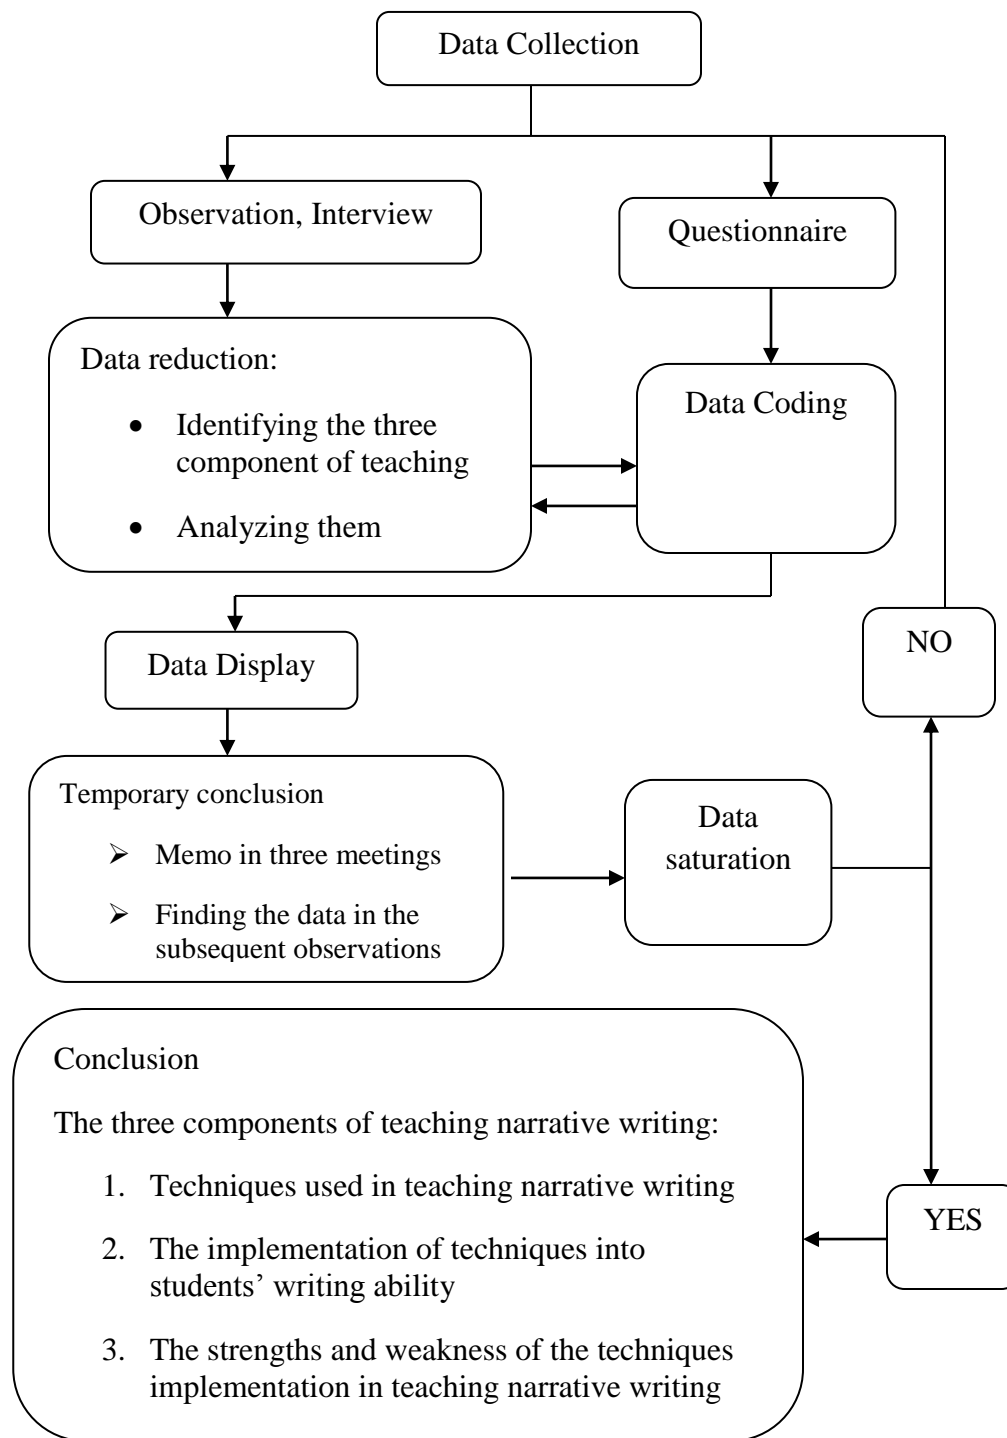 Data Collection
Observation, Interview
Questionnaire
Data reduction:
• Identifying the three
component of teaching
• Analyzing them
Data Coding
Data Display
NO
Temporary conclusion
➢ Memo in three meetings
➢ Finding the data in the
subsequent observations
Data
saturation
Conclusion
The three components of teaching narrative writing:
1. Techniques used in teaching narrative writing
2. The implementation of techniques into
students’ writing ability
3. The strengths and weakness of the techniques
implementation in teaching narrative writing
YES